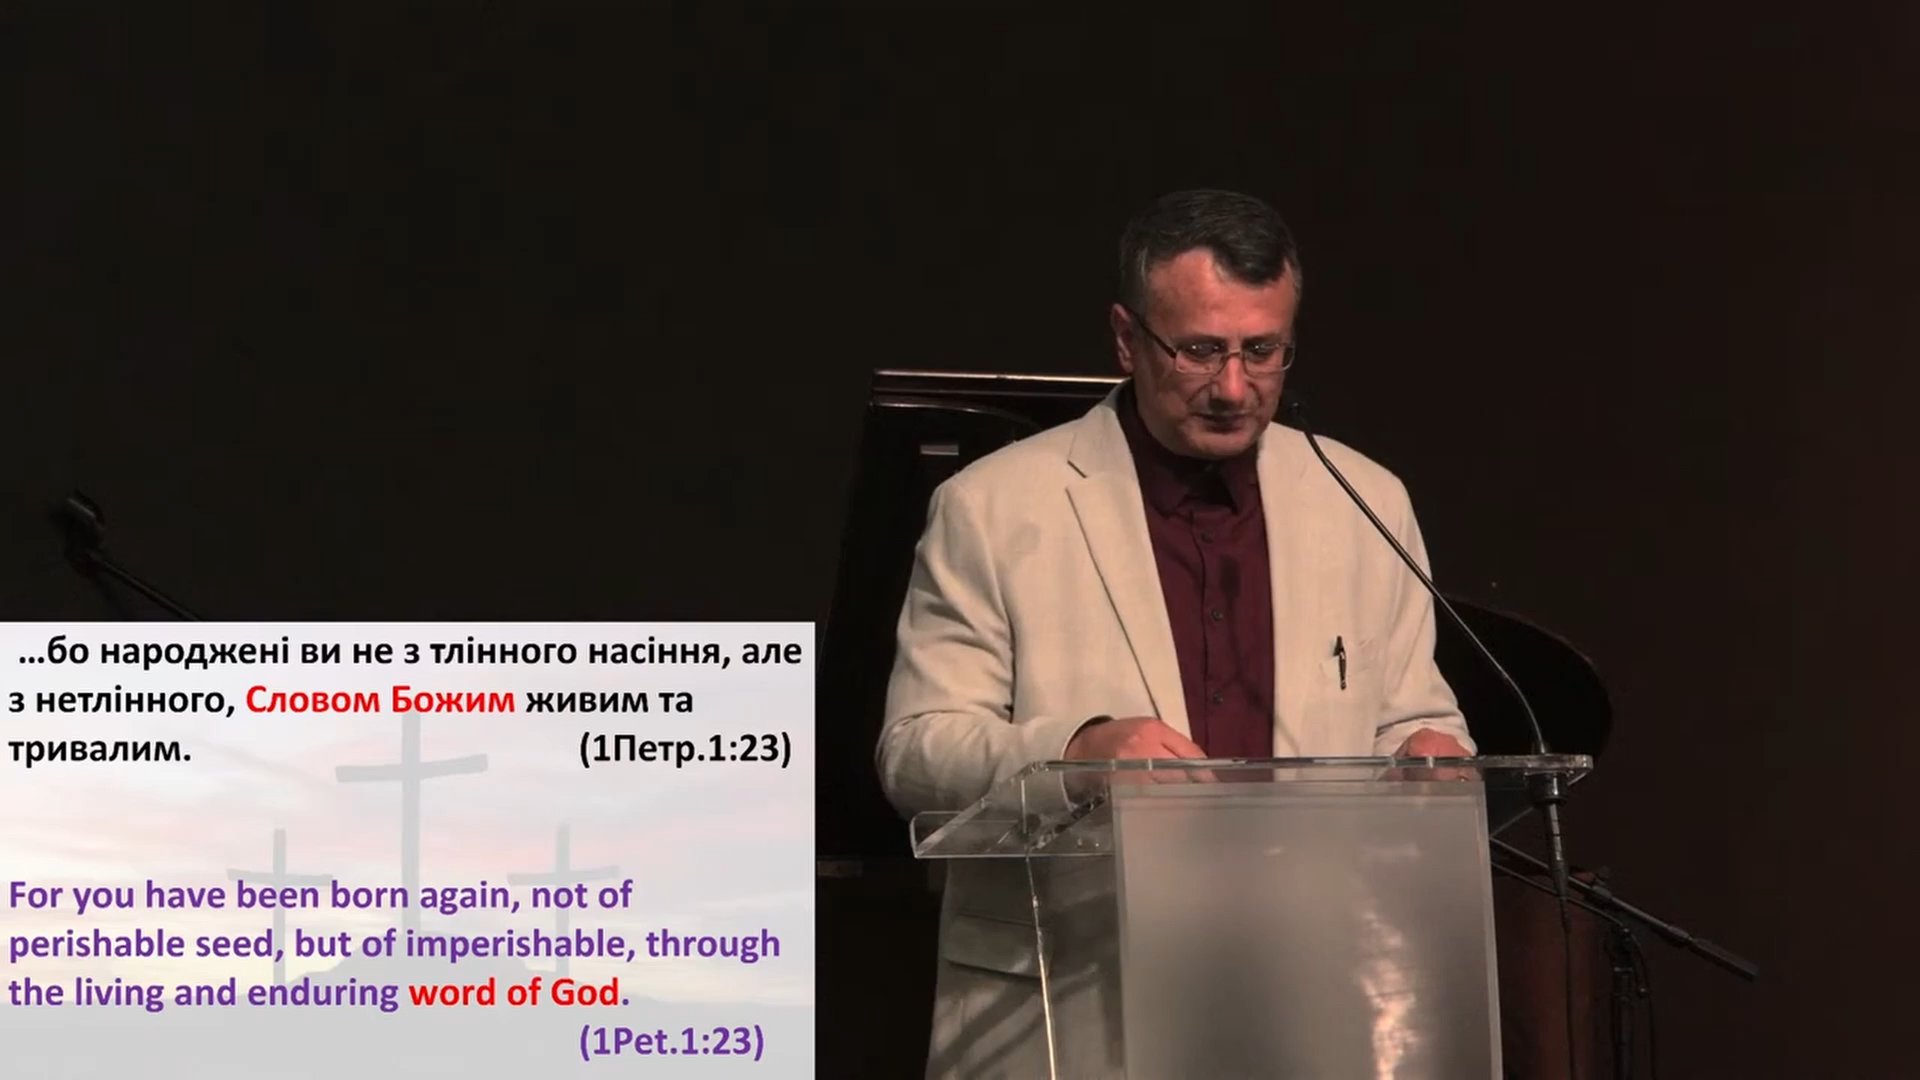 …бо народжені ви не з тлінного насіння, але
з нетлінного, Словом Божим живим та
тривалим. (1Петр.1:23)
For you have been born again, not of
perishable seed, but of imperishable, through
the living and enduring word of God.
(1Pet.1:23)